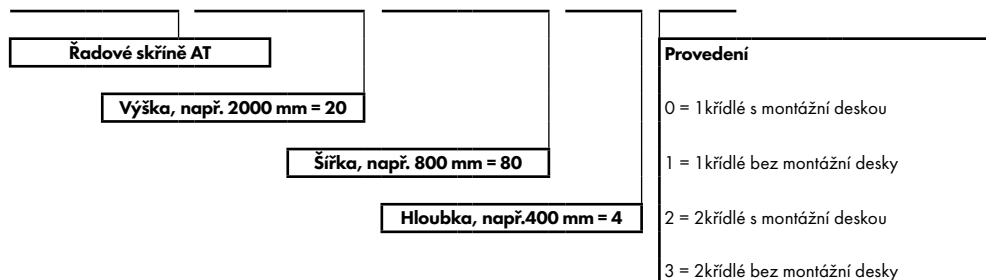 Řadové skříně AT
Provedení
Výška, např. 2000 mm = 20
0 = 1křídlé s montážní deskou
Šířka, např. 800 mm = 80
1 = 1křídlé bez montážní desky
Hloubka, např.400 mm = 4
2 = 2křídlé s montážní deskou
3 = 2křídlé bez montážní desky